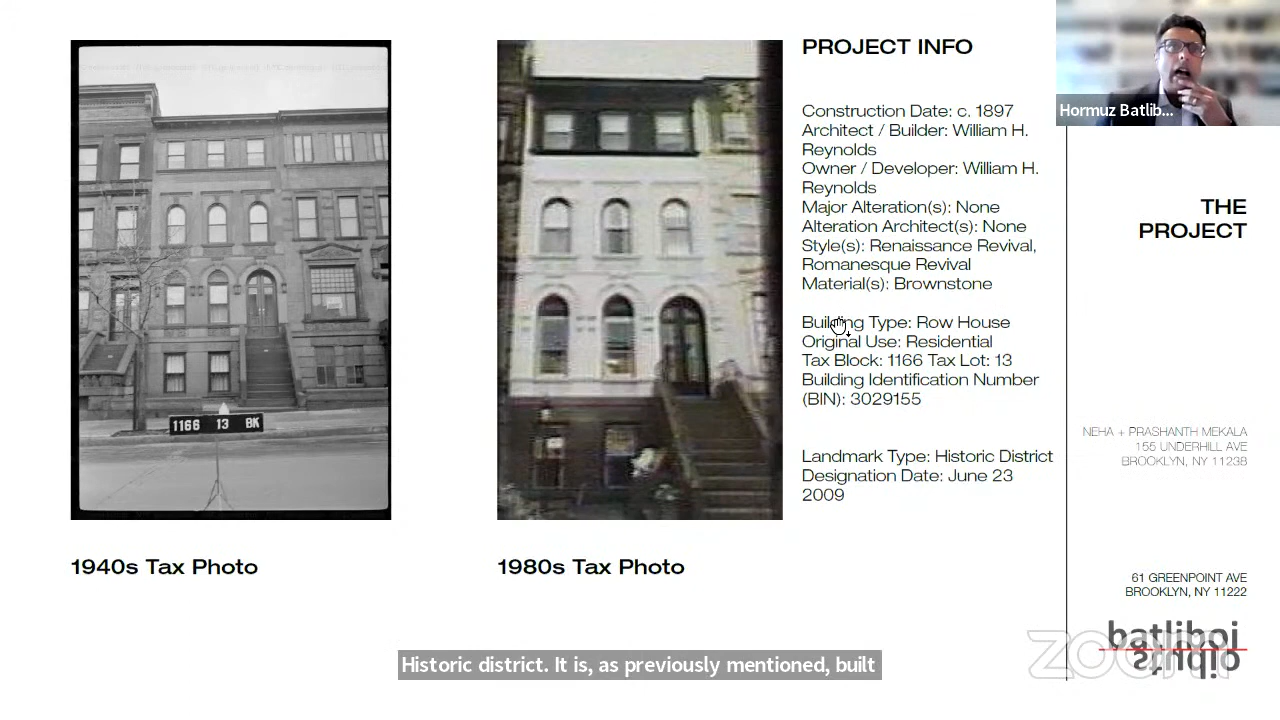 PROJECT INFO
Construction Date: c. 1897
Architect / Builder: William H.
Reynolds
Owner / Developer: William H.
Reynolds
Major Alteration(s): None
Alteration Architect(s): None
Style(s): Renaissance Revival,
Romanesque Revival
Material(s): Brownstone
Building Type: Row House
Original Use: Residential
Tax Block: 1166 Tax Lot: 13
Building Identification Number
(BIN): 3029155
Landmark Type: Historic District
Designation Date: June 23
2009
1166 13 BK
1940s Tax Photo
1980s Tax Photo
Hormuz Batlib...
THE
PROJECT
NEHA + PRASHANTH MEKALA
155 UNDERHILL AVE
BROOKLYN, NY 11238
61 GREENPOINT AVE
BROOKLYN, NY 11222
batliboi
studio
zoom
Historic district. It is, as previously mentioned, built